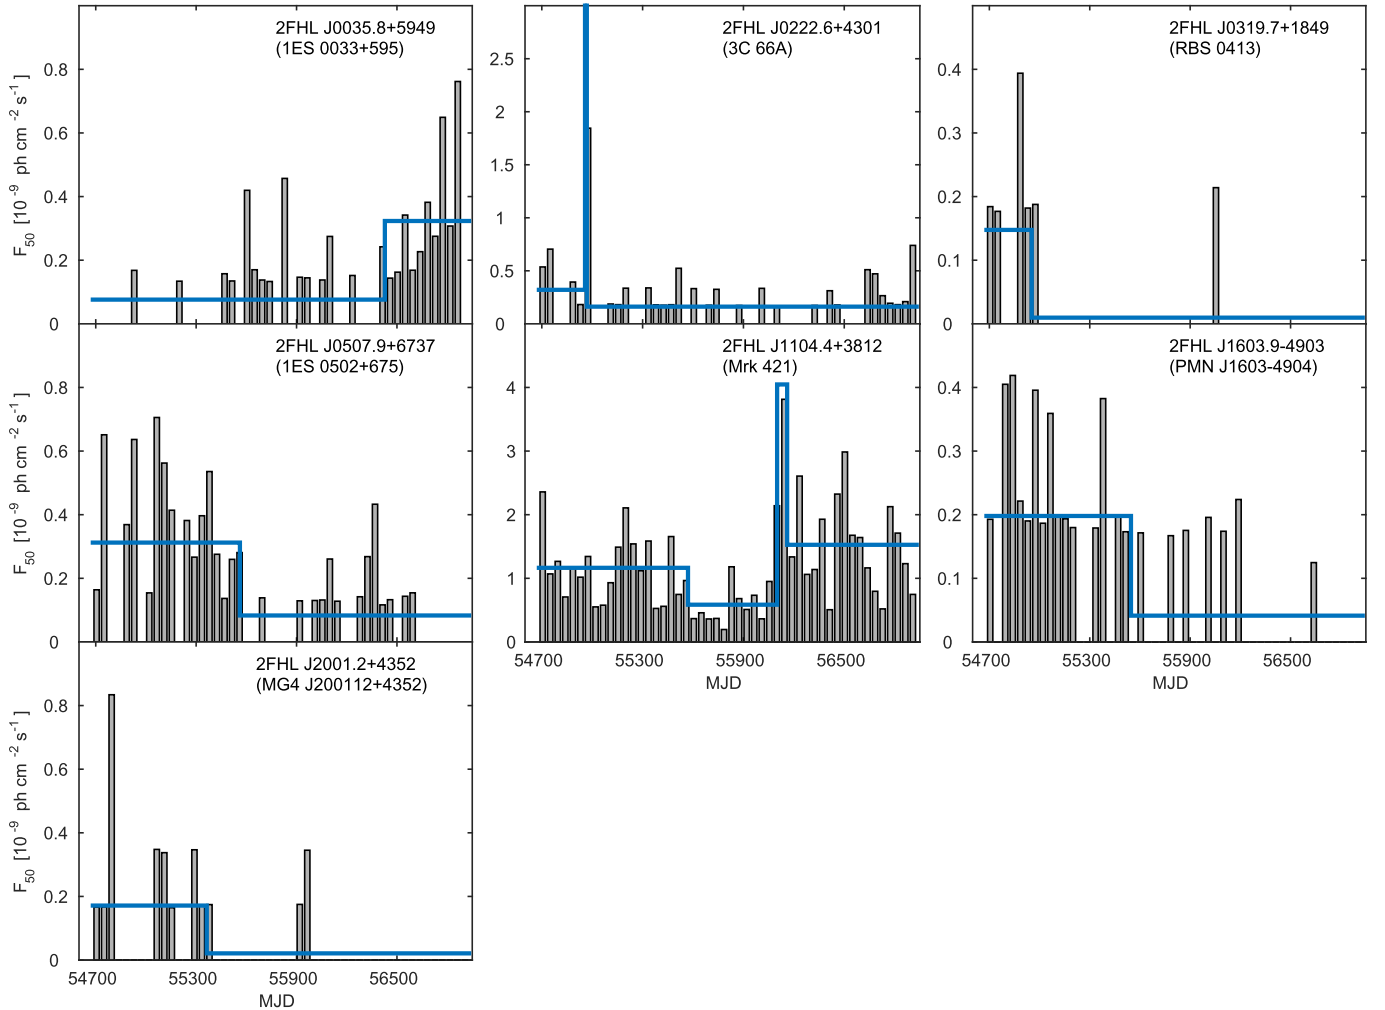 2FHL J0035.8+5949
(1ES 0033+595)
0.8
0.6
0.4
0.2
0
F50 [10-9 ph cm-2 s-1]
2FHL J0222.6+4301
(3C 66A)
2.5
2
1.5
1
0.5
0
2FHL J0319.7+1849
(RBS 0413)
0.4
0.3
0.2
0.1
0
2FHL J0507.9+6737
(1ES 0502+675)
0.8
0.6
0.4
0.2
0
F50 [10-9 ph cm-2 s-1]
2FHL J1104.4+3812
(Mrk 421)
4
3
2
1
0
54700 55300 55900 56500
MJD
2FHL J1603.9-4903
(PMN J1603-4904)
0.4
0.3
0.2
0.1
0
54700 55300 55900 56500
MJD
2FHL J2001.2+4352
(MG4 J200112+4352)
0.8
0.6
0.4
0.2
0
F50 [10-9 ph cm-2 s-1]
54700 55300 55900 56500
MJD